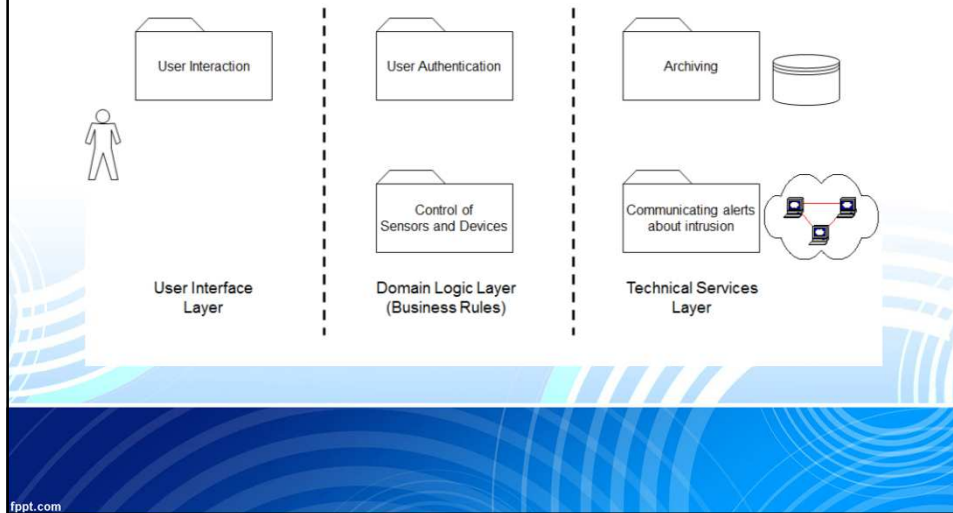 User Interaction
User Authentication
Archiving
Control of
Sensors and Devices
Communicating alerts
about intrusion
User Interface
Layer
Domain Logic Layer
(Business Rules)
Technical Services
Layer
fppt.com